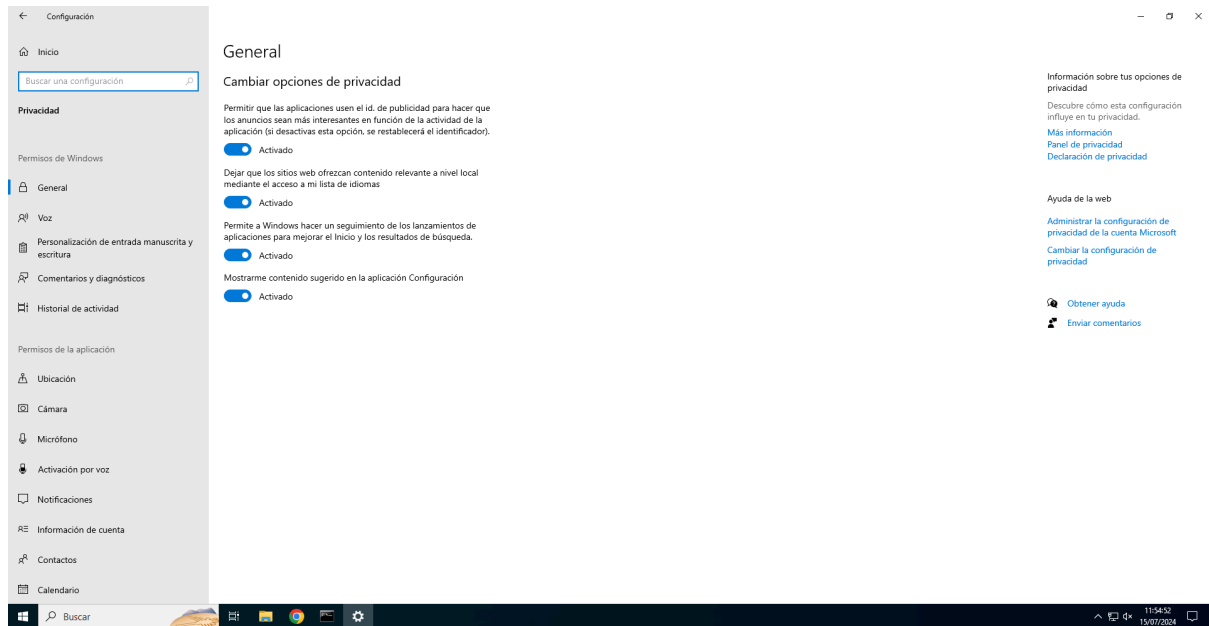 Configuración
Inicio
Buscar una configuración
Privacidad
Permisos de Windows
General
Voz
Personalización de entrada manuscrita y
escritura
Comentarios y diagnósticos
Historial de actividad
Permisos de la aplicación
Ubicación
Cámara
Micrófono
Activación por voz
Notificaciones
Información de cuenta
Contactos
Calendario
General
Cambiar opciones de privacidad
Permitir que las aplicaciones usen el id. de publicidad para hacer que
los anuncios sean más interesantes en función de la actividad de la
aplicación (si desactivas esta opción, se restablecerá el identificador).
Activado
Dejar que los sitios web ofrezcan contenido relevante a nivel local
mediante el acceso a mi lista de idiomas
Activado
Permite a Windows hacer un seguimiento de los lanzamientos de
aplicaciones para mejorar el Inicio y los resultados de búsqueda.
Activado
Mostrarme contenido sugerido en la aplicación Configuración
Activado
Información sobre tus opciones de
privacidad
Descubre cómo esta configuración
influye en tu privacidad.
Más información
Panel de privacidad
Declaración de privacidad
Ayuda de la web
Administrar la configuración de
privacidad de la cuenta Microsoft
Cambiar la configuración de
privacidad
Obtener ayuda
Enviar comentarios
Buscar
11:54:52
15/07/2024